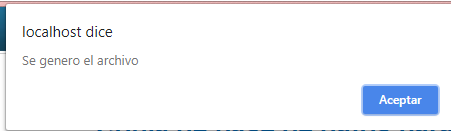 localhost dice
Se genero el archivo
Aceptar